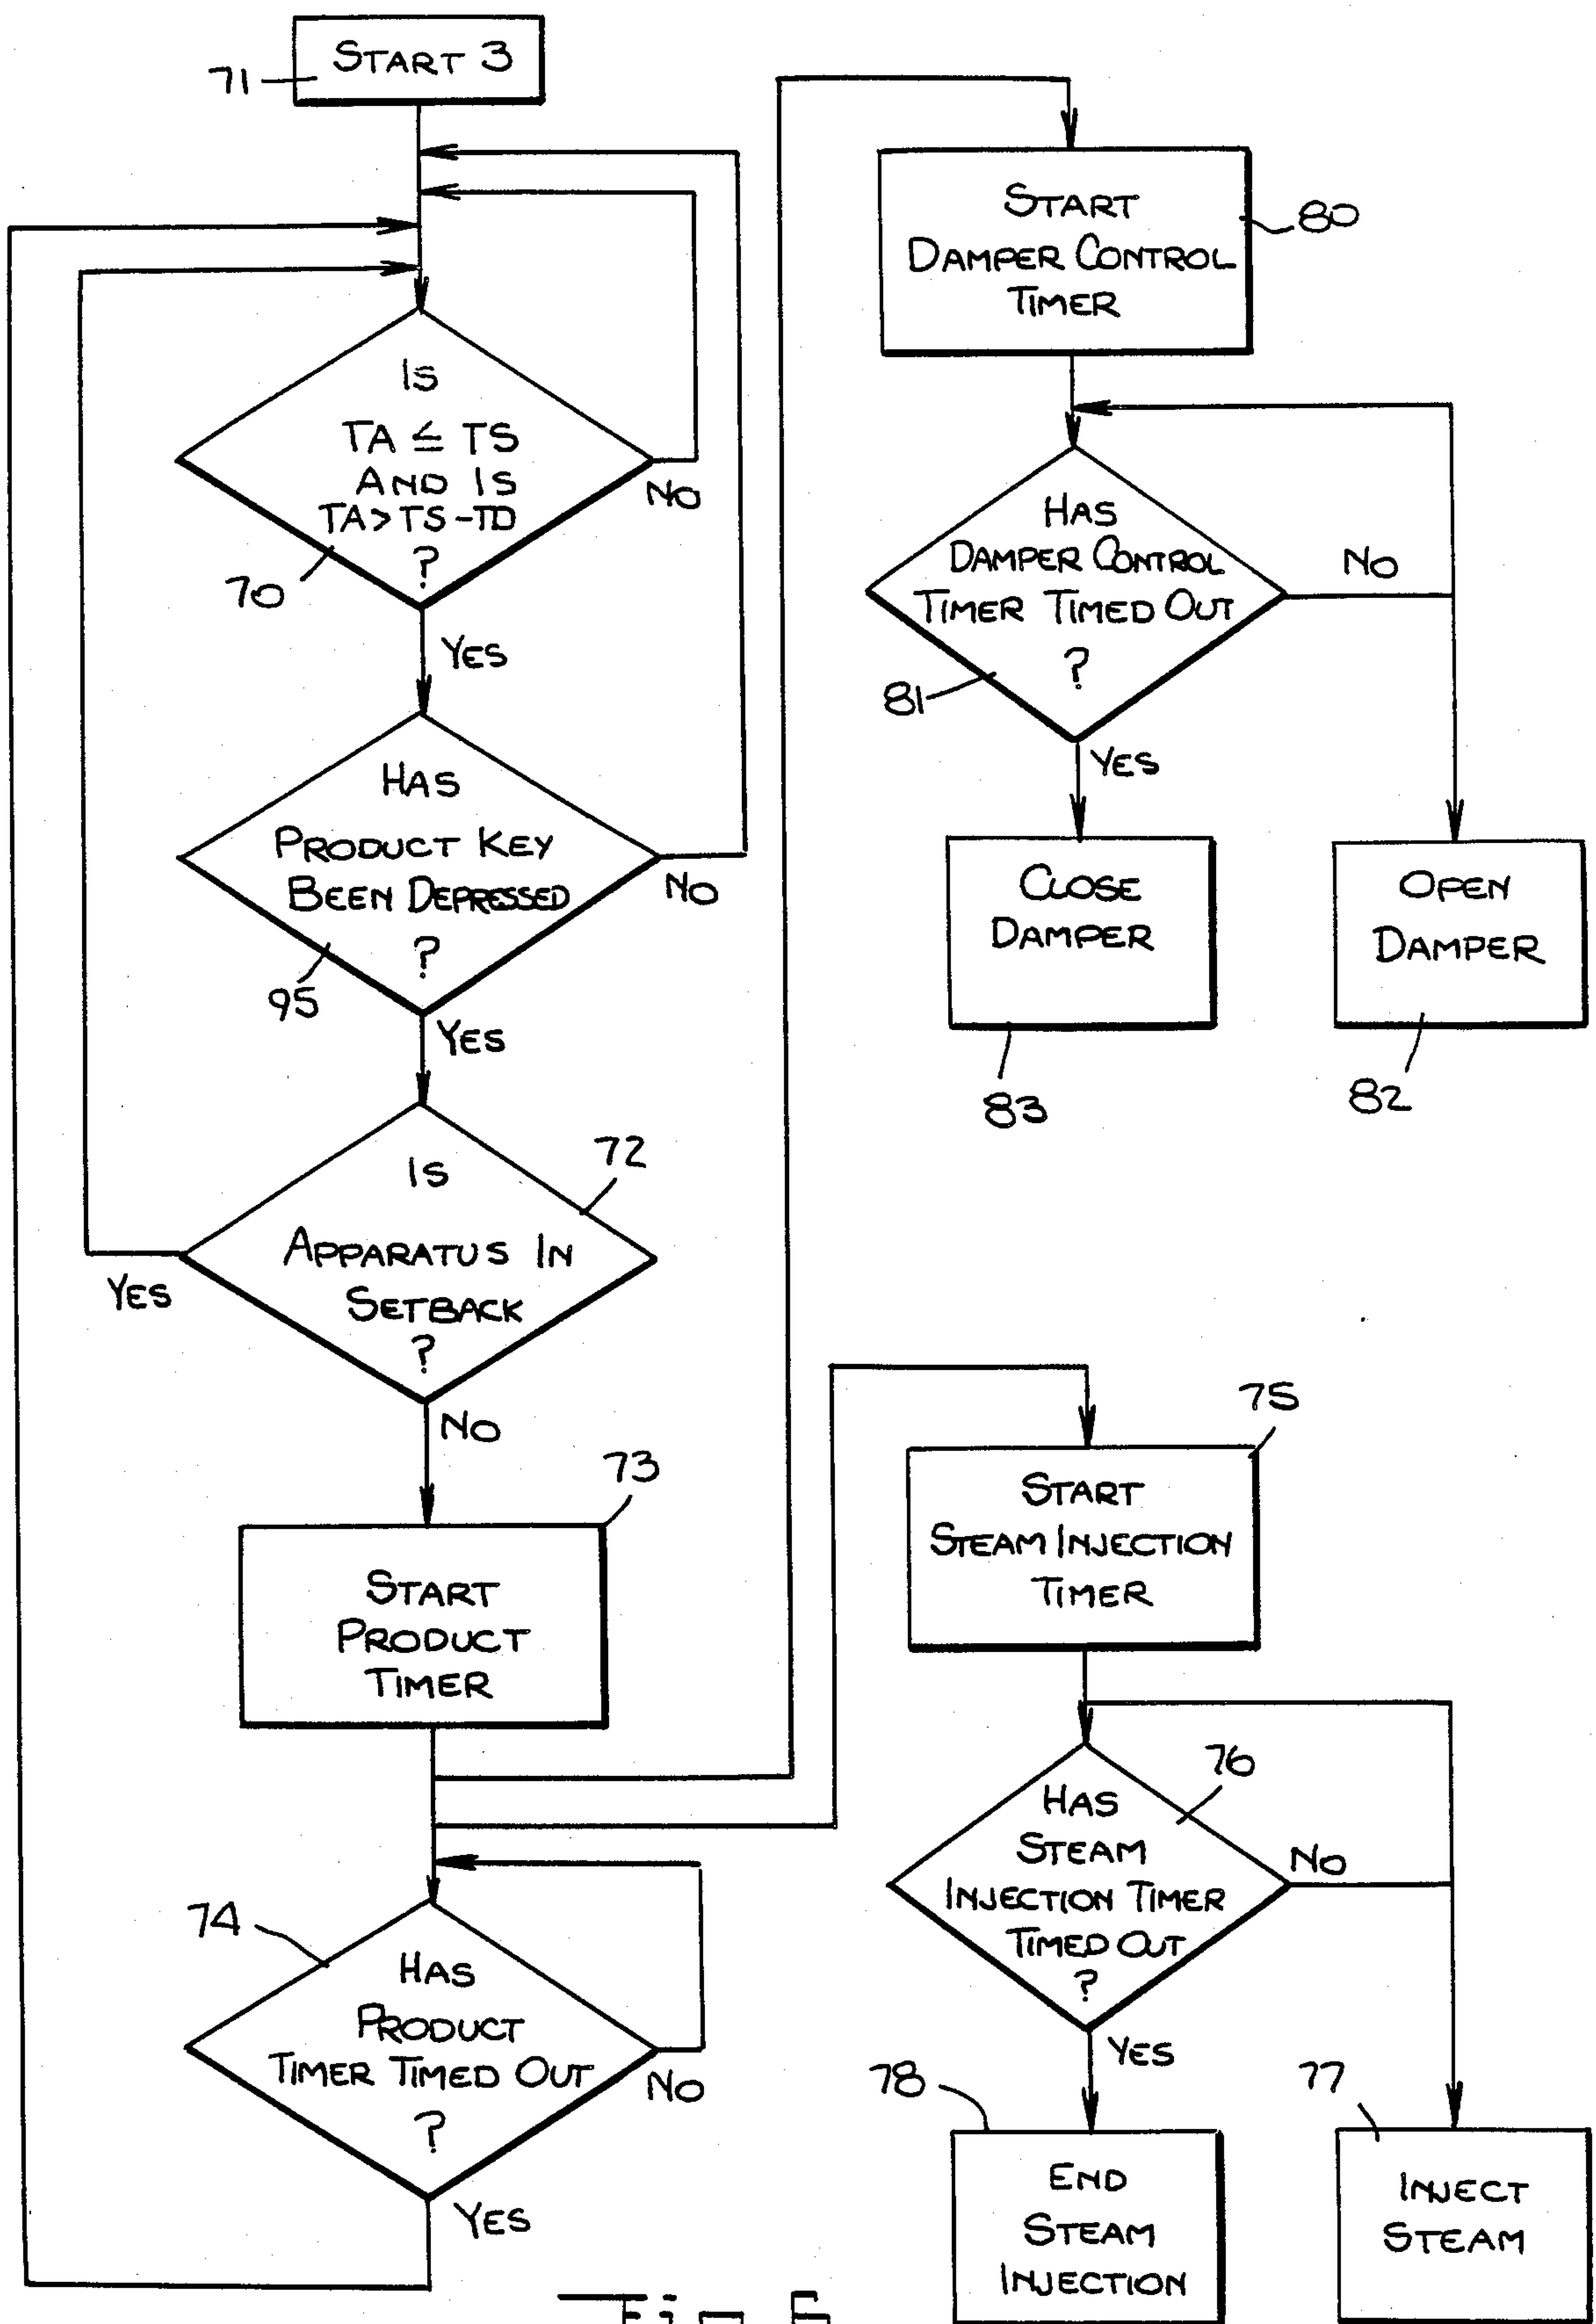 START 3
71
IS
TA ≤ TS
AND IS
TA > TS - TD
?
70
NO
YES
HAS
PRODUCT KEY
BEEN DEPRESSED
?
95
NO
YES
72
IS
APPARATUS IN
SETBACK
?
YES
NO
73
START
PRODUCT
TIMER
74
HAS
PRODUCT
TIMER TIMED OUT
?
NO
YES
START
DAMPER CONTROL
TIMER
80
HAS
DAMPER CONTROL
TIMER TIMED OUT
?
81
NO
YES
CLOSE
DAMPER
83
OPEN
DAMPER
82
75
START
STEAM INJECTION
TIMER
76
HAS
STEAM
INJECTION TIMER
TIMED OUT
?
NO
YES
78
END
STEAM
INJECTION
77
INJECT
STEAM